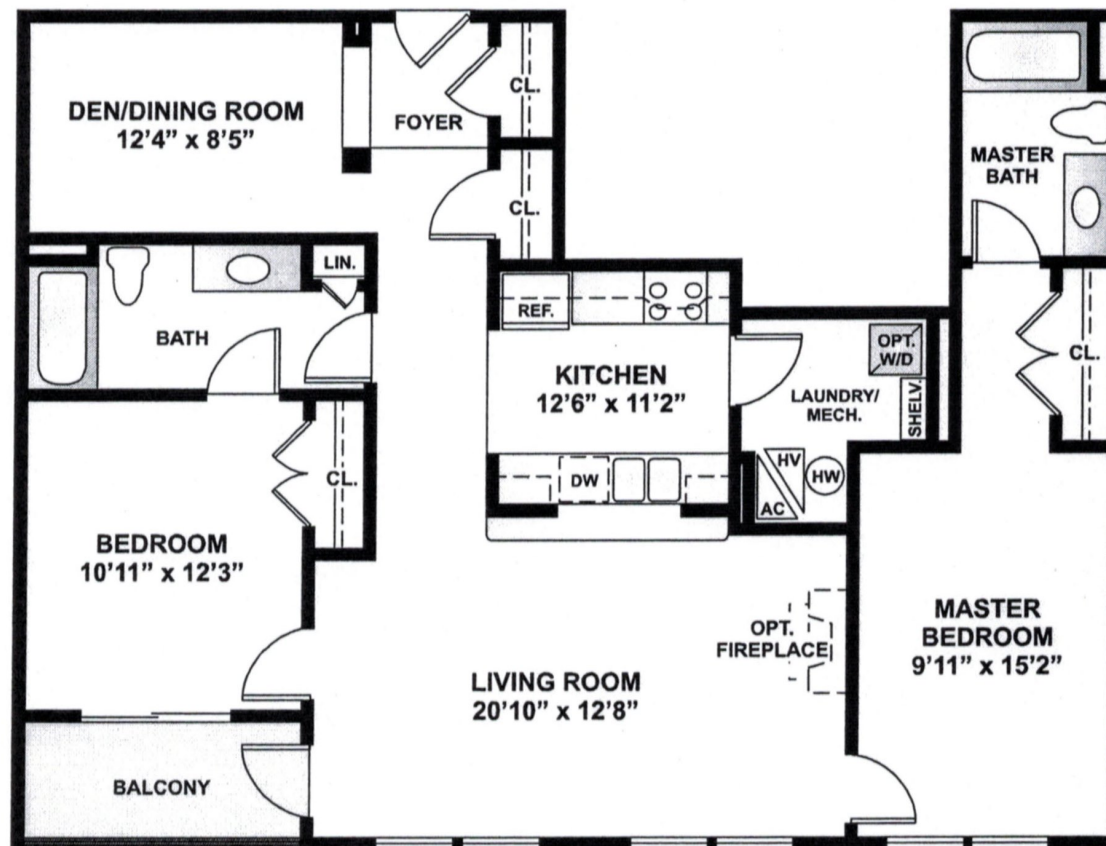 DEN/DINING ROOM
12’4” x 8’5”
FOYER
CL.
CL.
MASTER
BATH
LIN.
BATH
REF.
KITCHEN
12’6” x 11’2”
OPT.
W/D
LAUNDRY/
MECH.
SHELV.
CL.
DW
HV
AC
HW
CL.
BEDROOM
10’11” x 12’3”
OPT.
FIREPLACE
MASTER
BEDROOM
9’11” x 15’2”
LIVING ROOM
20’10” x 12’8”
BALCONY